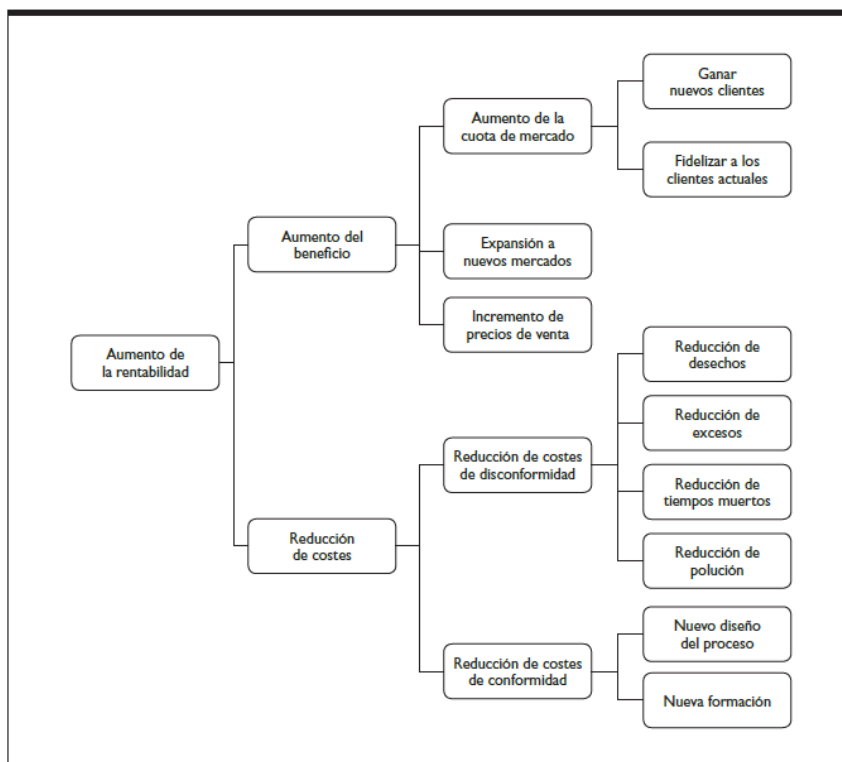 Ganar
nuevos clientes
Aumento de la
cuota de mercado
Fidelizar a los
clientes actuales
Aumento del
beneficio
Expansión a
nuevos mercados
Incremento de
precios de venta
Aumento de
la rentabilidad
Reducción de
desechos
Reducción de
excesos
Reducción de costes
de disconformidad
Reducción de
tiempos muertos
Reducción
de costes
Reducción de
polución
Nuevo diseño
del proceso
Reducción de costes
de conformidad
Nueva formación